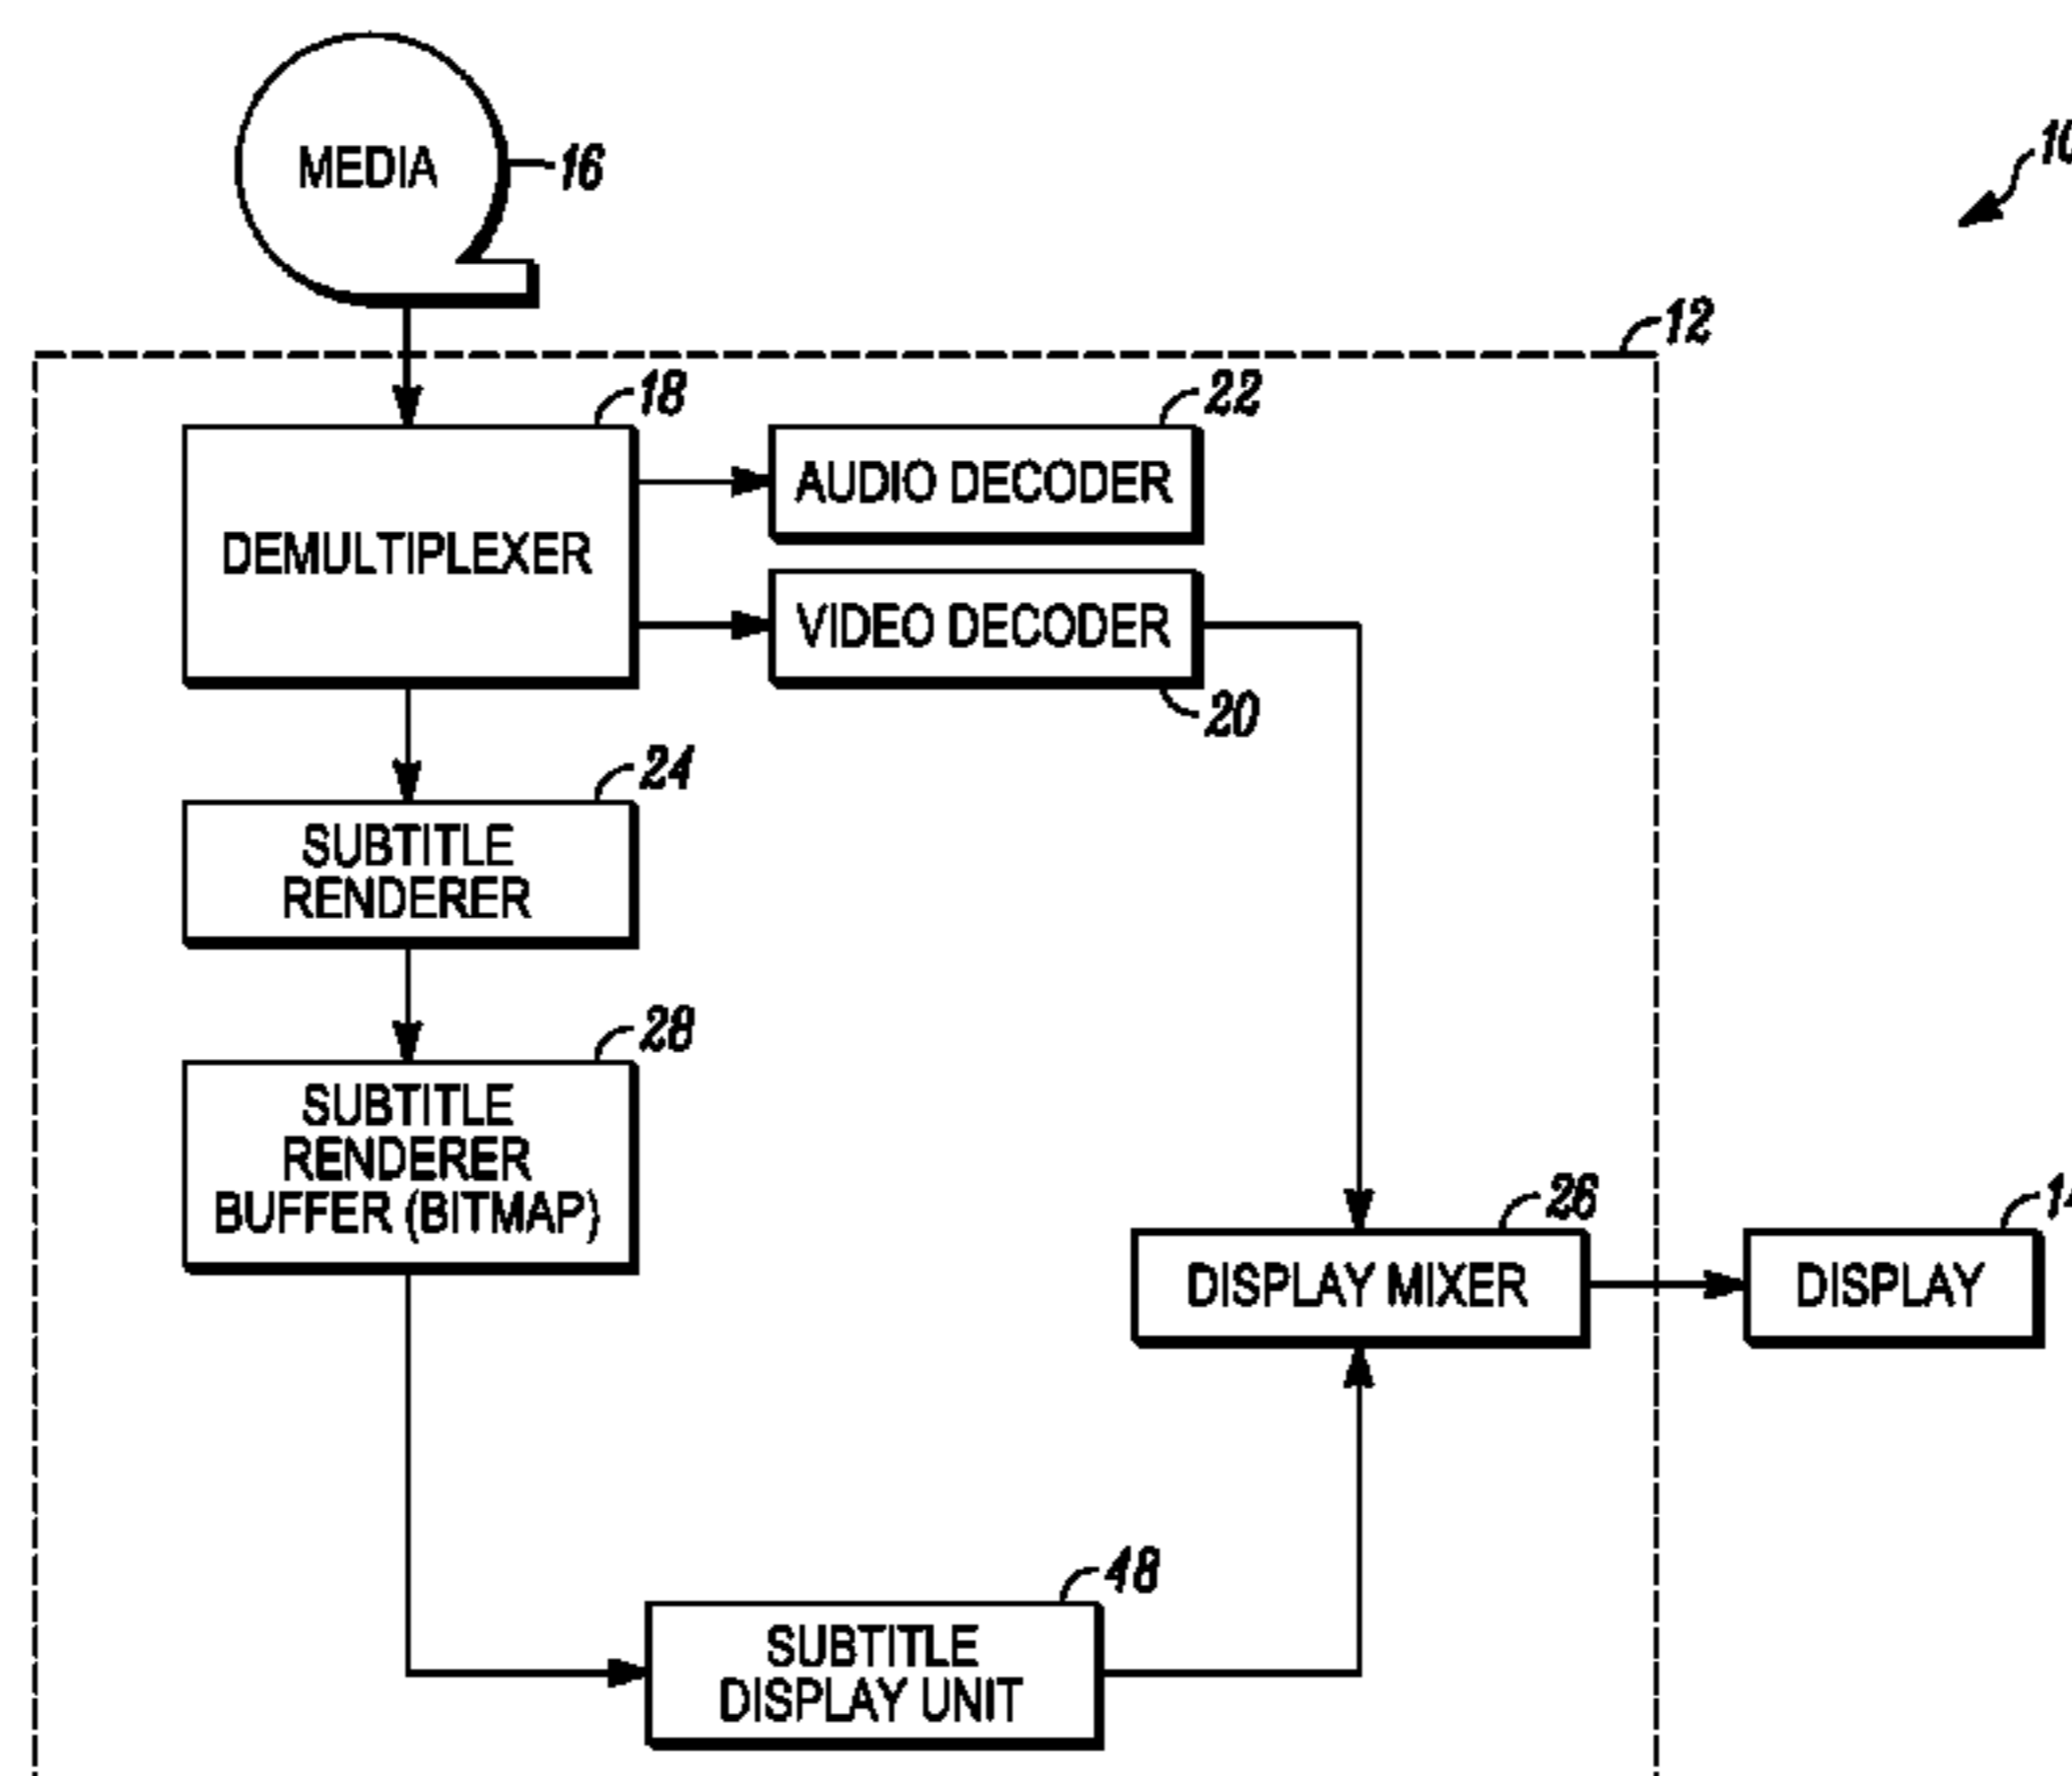 MEDIA
16
10
12
18
22
AUDIO DECODER
DEMULTIPLEXER
VIDEO DECODER
20
24
SUBTITLE
RENDERER
28
SUBTITLE
RENDERER
BUFFER (BITMAP)
26
DISPLAY MIXER
14
DISPLAY
48
SUBTITLE
DISPLAY UNIT